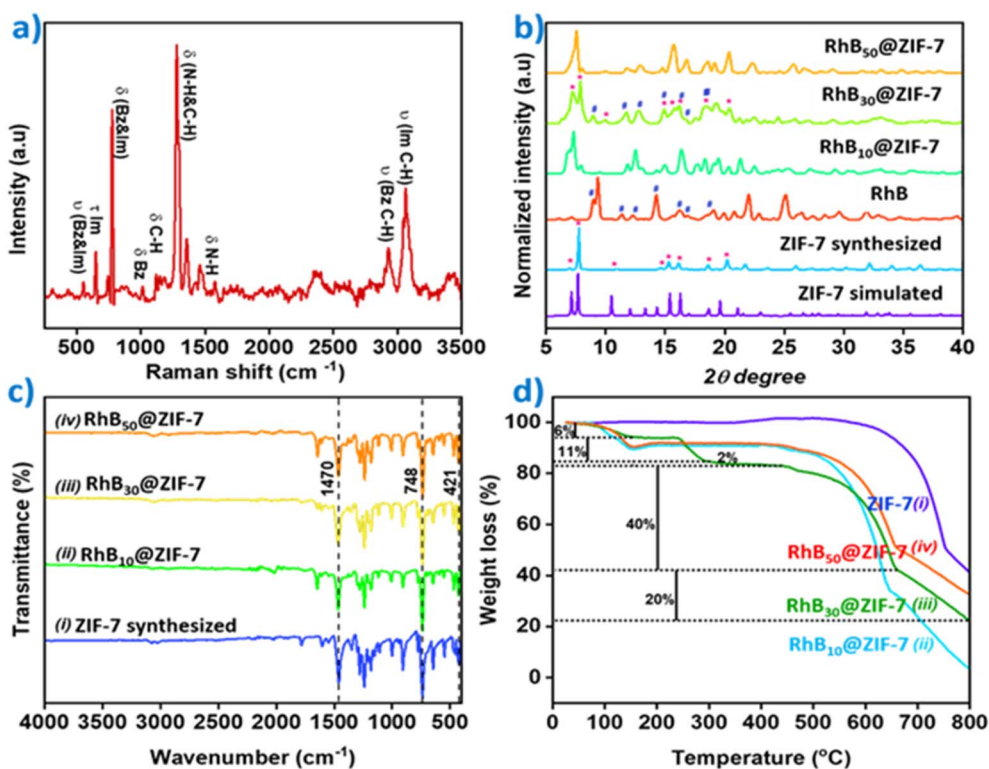 a)
Intensity (a.u)
υ (Bz&Im)
τ Im
δ (Bz&Im)
δ Bz
δ C-H
δ (N-H&C-H)
δ N-H
υ (Bz C-H)
υ (Im C-H)
500 1000 1500 2000 2500 3000 3500
Raman shift (cm -1)
b)
Normalized intensity (a.u)
RhB50@ZIF-7
RhB30@ZIF-7
RhB10@ZIF-7
RhB
ZIF-7 synthesized
ZIF-7 simulated
5 10 15 20 25 30 35 40
2θ degree
c)
Transmittance (%)
(iv) RhB50@ZIF-7
(iii) RhB30@ZIF-7
(ii) RhB10@ZIF-7
(i) ZIF-7 synthesized
1470
748
421
4000 3500 3000 2500 2000 1500 1000 500
Wavenumber (cm-1)
d)
Weight loss (%)
100
80
60
40
20
0
6%
11%
2%
40%
20%
ZIF-7(i)
RhB50@ZIF-7 (iv)
RhB30@ZIF-7 (iii)
RhB10@ZIF-7 (ii)
0 100 200 300 400 500 600 700 800
Temperature (ºC)